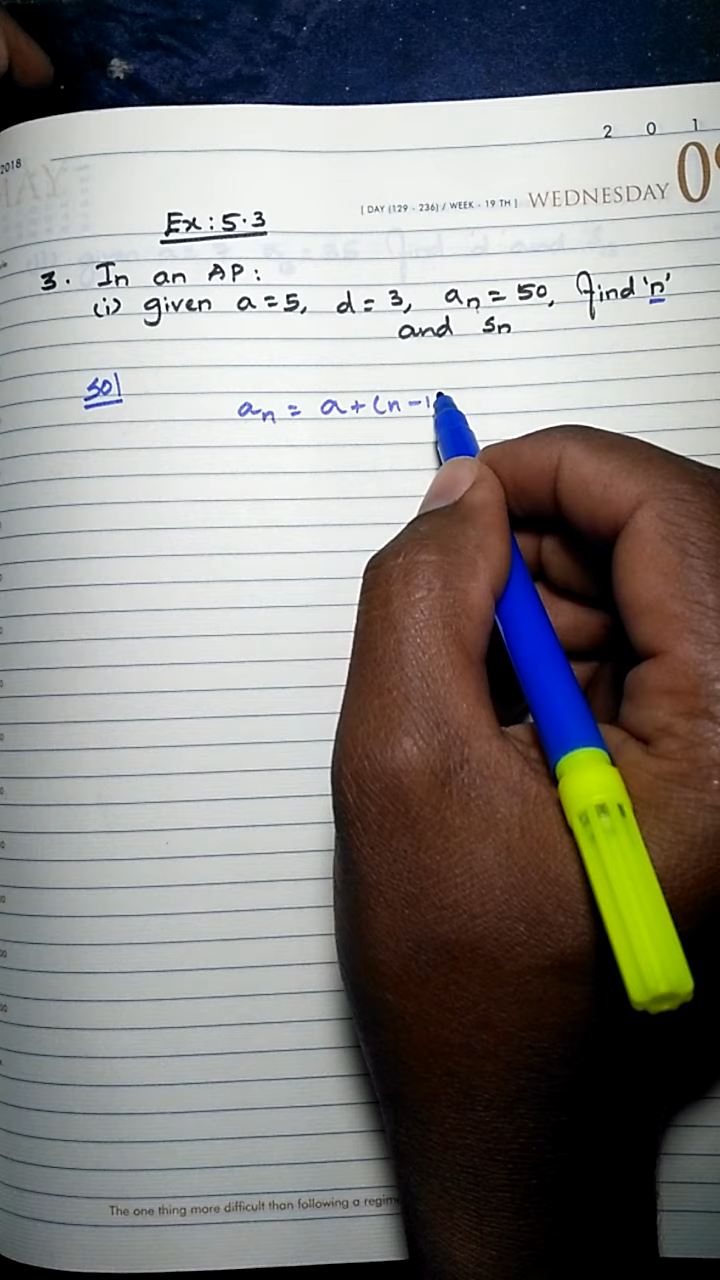 2018
2 0 1
[ DAY (129 - 236) / WEEK - 19 TH ] WEDNESDAY 09
Ex: 5.3
3. In an AP:
(i) given a = 5, d = 3, an = 50, find 'n'
and Sn
Sol
an = a + (n - 1
The one thing more difficult than following a regim